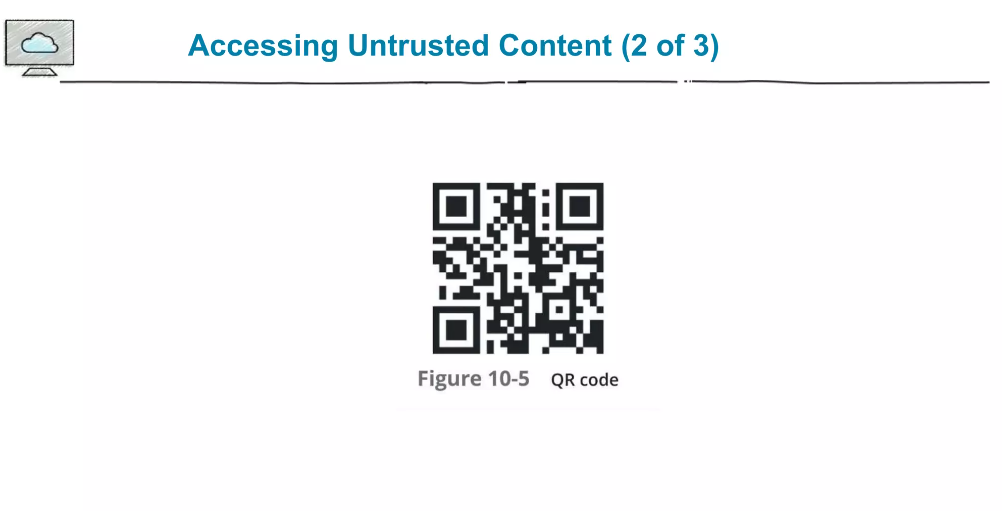 Accessing Untrusted Content (2 of 3)
Figure 10-5 QR code